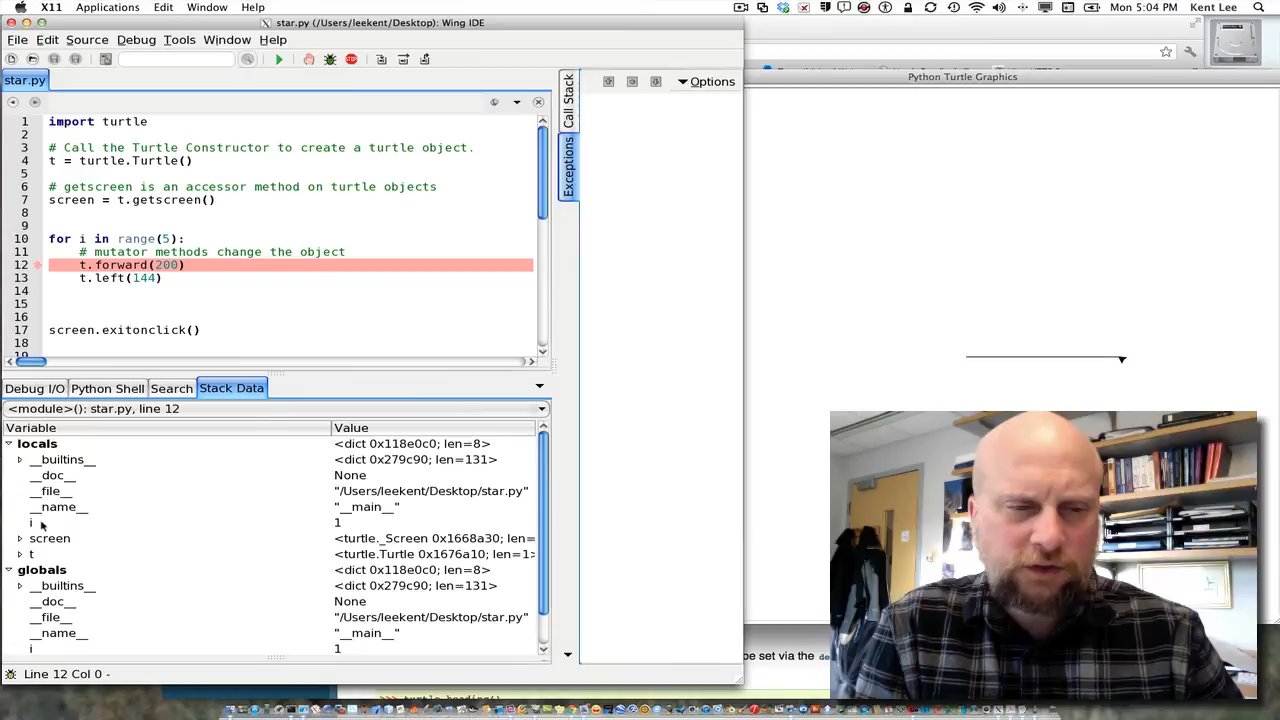 X11 Applications Edit Window Help
Mon 5:04 PM Kent Lee
star.py (/Users/leekent/Desktop): Wing IDE
File Edit Source Debug Tools Window Help
Python Turtle Graphics
star.py
Call Stack
Exceptions
Options
1 import turtle
2
3 # Call the Turtle Constructor to create a turtle object.
4 t = turtle.Turtle()
5
6 # getscreen is an accessor method on turtle objects
7 screen = t.getscreen()
8
9
10 for i in range(5):
11 # mutator methods change the object
12 t.forward(200)
13 t.left(144)
14
15
16
17 screen.exitonclick()
18
19
Debug I/O Python Shell Search Stack Data
<module>(): star.py, line 12
Variable Value
locals <dict 0x118e0c0; len=8>
__builtins__ <dict 0x279c90; len=131>
__doc__ None
__file__ "/Users/leekent/Desktop/star.py"
__name__ "__main__"
i 1
screen <turtle._Screen 0x1668a30; len=
t <turtle.Turtle 0x1676a10; len=1>
globals <dict 0x118e0c0; len=8>
__builtins__ <dict 0x279c90; len=131>
__doc__ None
__file__ "/Users/leekent/Desktop/star.py"
__name__ "__main__"
i 1
Line 12 Col 0 -
be set via the de
>>> turtle.heading()